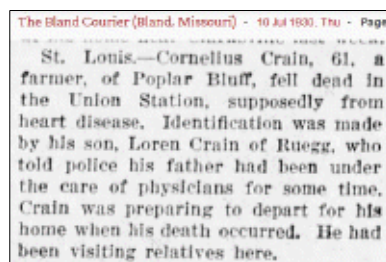 The Bland Courier (Bland, Missouri) - 10 Jul 1930, Thu - Page
St. Louis.—Cornelius Crain, 61, a
farmer, of Poplar Bluff, fell dead in
the Union Station, supposedly from
heart disease. Identification was made
by his son, Loren Crain of Ruegg, who
told police his father had been under
the care of physicians for some time.
Crain was preparing to depart for his
home when his death occurred. He had
been visiting relatives here.